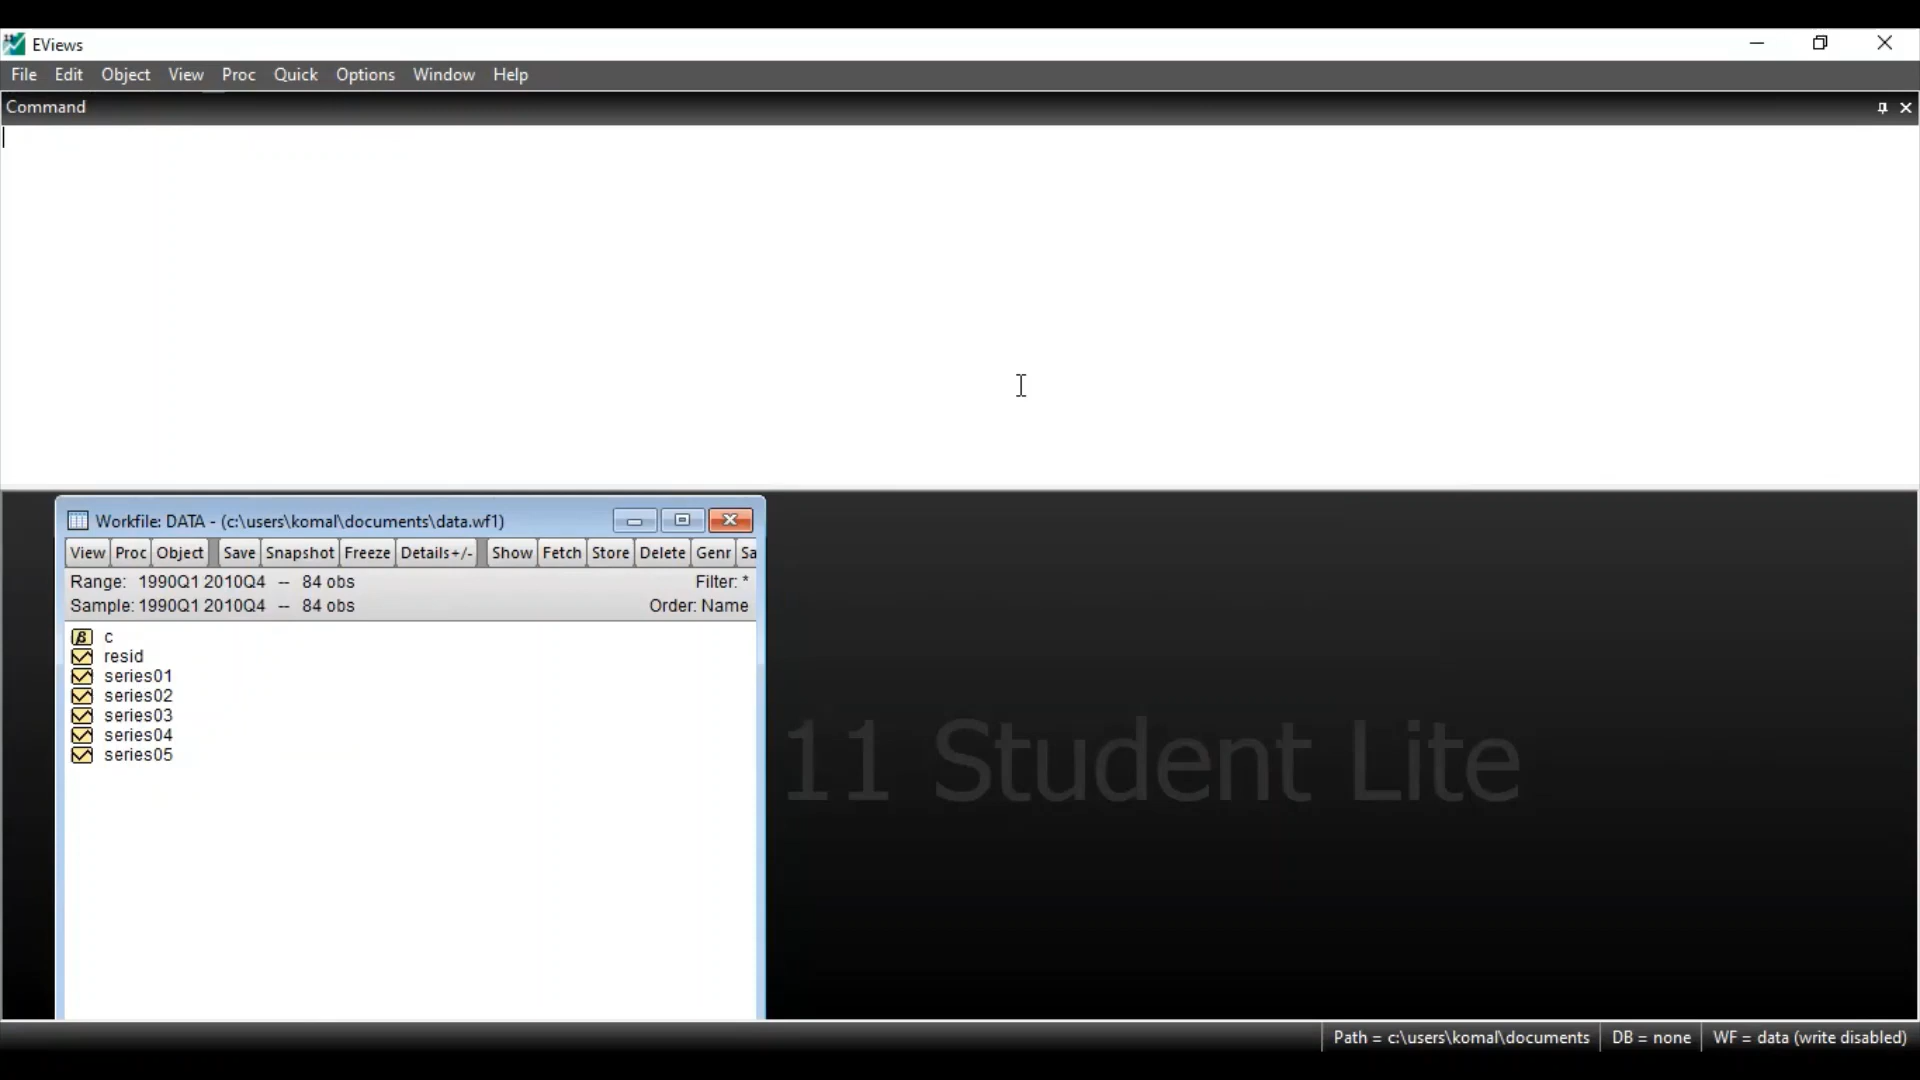 EViews
File Edit Object View Proc Quick Options Window Help
Command
Workfile: DATA - (c:\users\komal\documents\data.wf1)
View Proc Object Save Snapshot Freeze Details+/- Show Fetch Store Delete Genr Sa
Range: 1990Q1 2010Q4 -- 84 obs Filter: *
Sample: 1990Q1 2010Q4 -- 84 obs Order: Name
β c
resid
series01
series02
series03
series04
series05
11 Student Lite
Path = c:\users\komal\documents DB = none WF = data (write disabled)